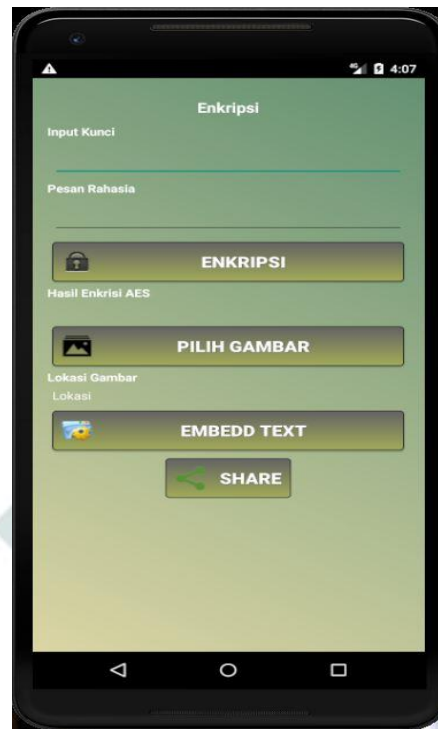 4G 4:07
Enkripsi
Input Kunci
Pesan Rahasia
ENKRIPSI
Hasil Enkrisi AES
PILIH GAMBAR
Lokasi Gambar
Lokasi
EMBEDD TEXT
SHARE